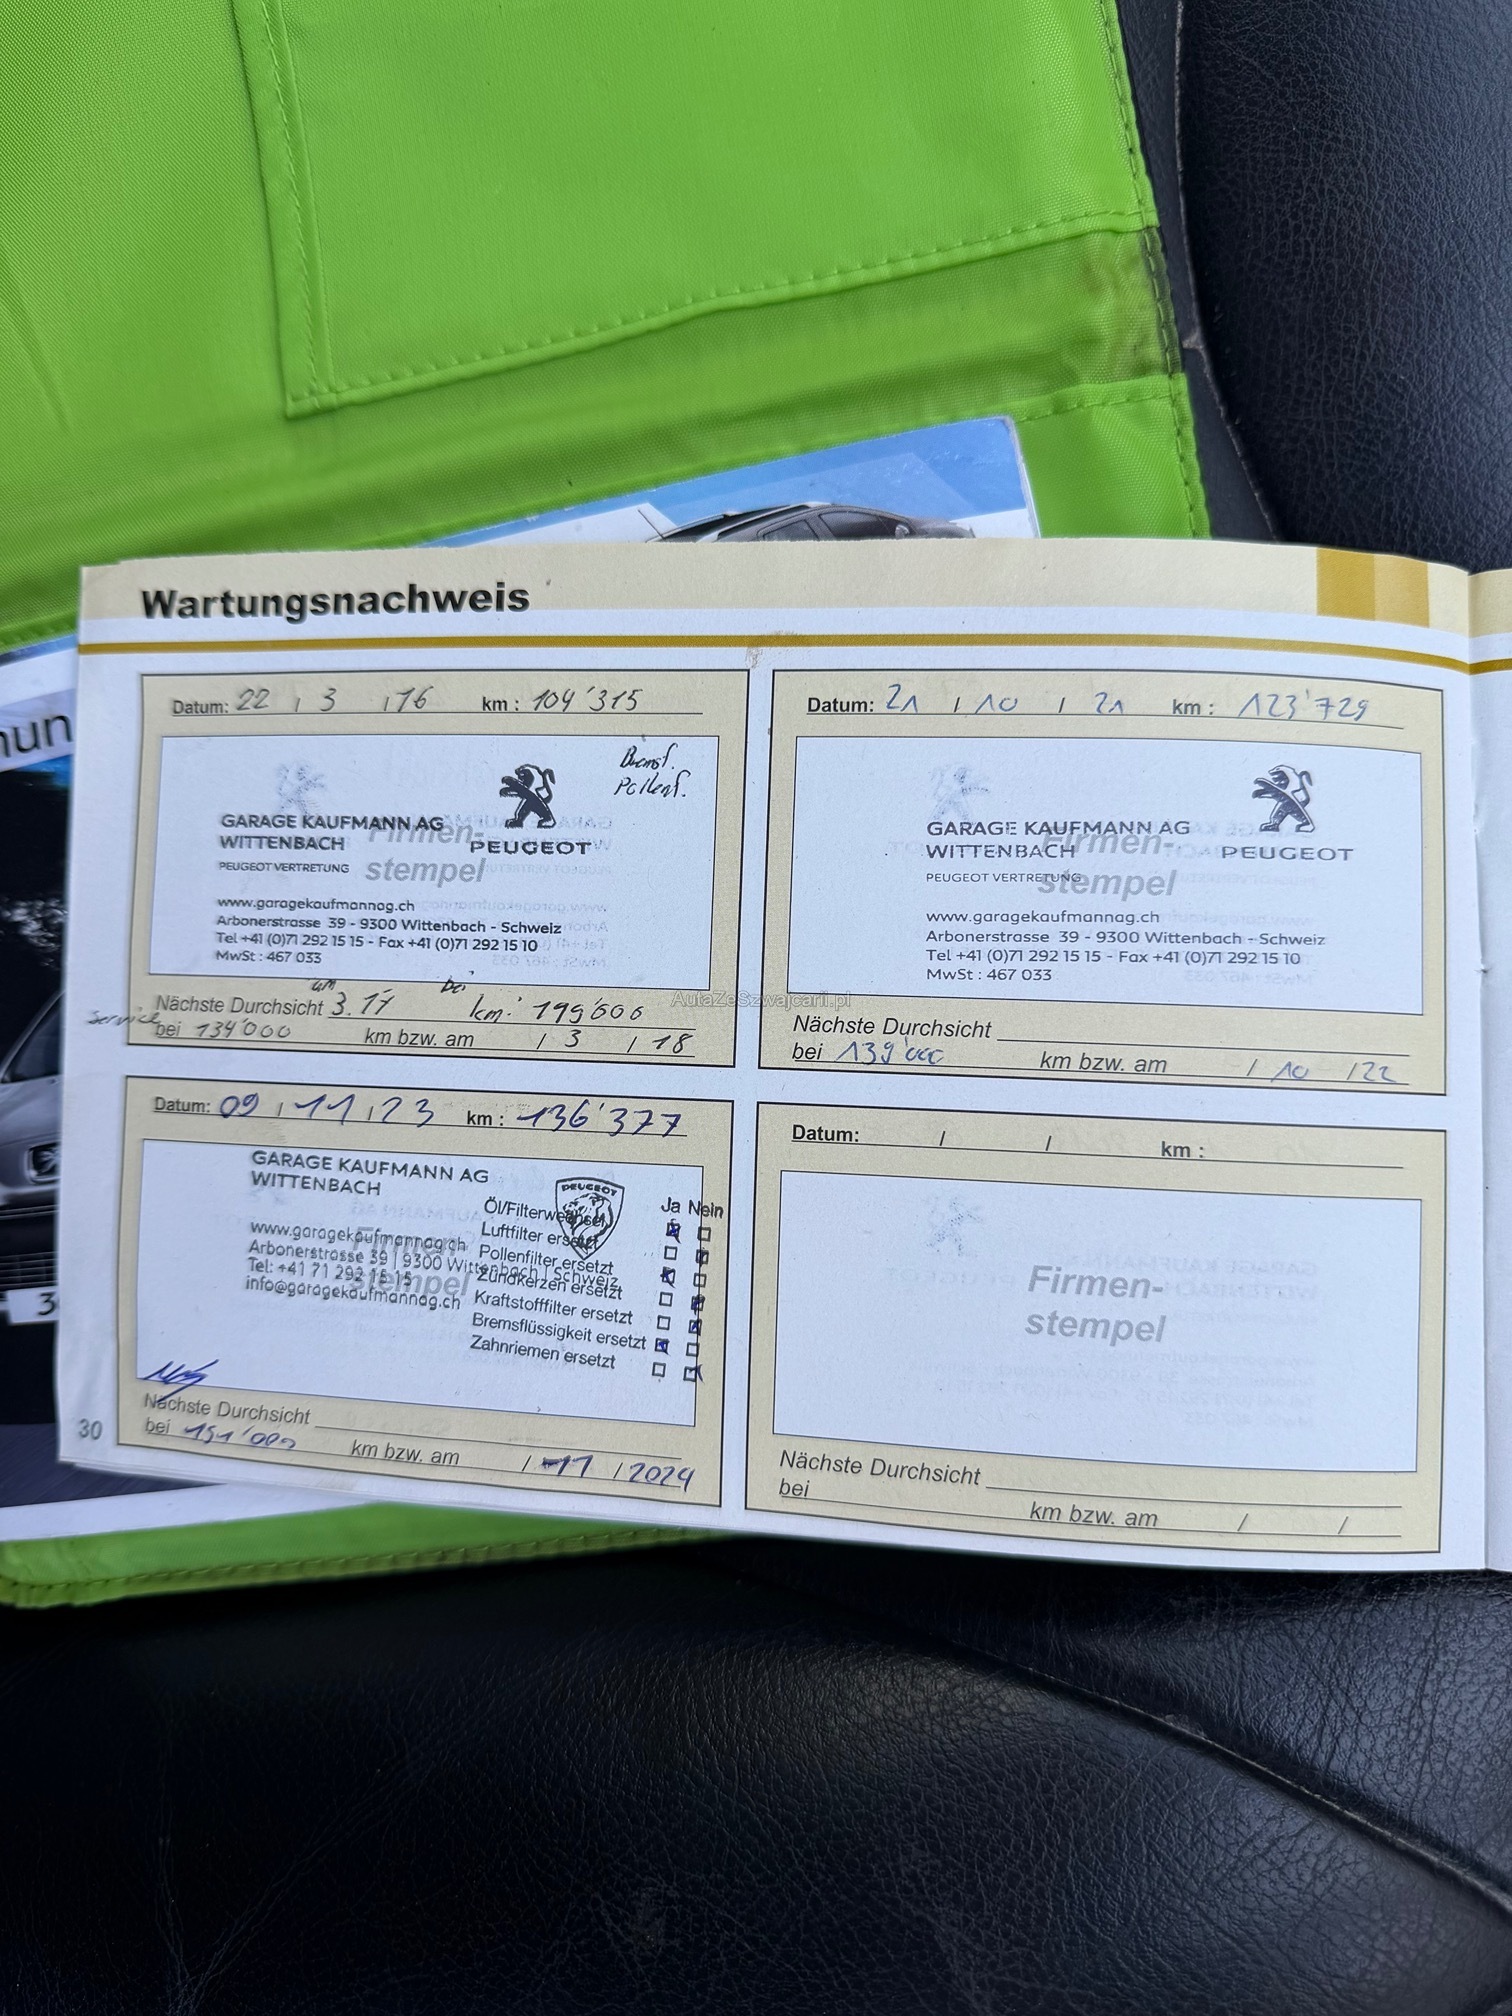 Wartungsnachweis
Datum: 22 / 3 / 16 km : 104'315
Bremsf.
Pollenf.
GARAGE KAUFMANN AG
WITTENBACH
PEUGEOT VERTRETUNG
PEUGEOT
Firmen-
stempel
www.garagekaufmannag.ch
Arbonerstrasse 39 - 9300 Wittenbach - Schweiz
Tel +41 (0)71 292 15 15 - Fax +41 (0)71 292 15 10
MwSt : 467 033
am bei
Nächste Durchsicht 3.17 km:
Service
bei 134'000 km bzw. am / 3 / 18
Datum: 21 / 10 / 21 km : 123'729
GARAGE KAUFMANN AG
WITTENBACH
PEUGEOT VERTRETUNG
PEUGEOT
Firmen-
stempel
www.garagekaufmannag.ch
Arbonerstrasse 39 - 9300 Wittenbach - Schweiz
Tel +41 (0)71 292 15 15 - Fax +41 (0)71 292 15 10
MwSt : 467 033
AutaZeSzwajcarii.pl
Nächste Durchsicht
bei 139'000 km bzw. am / 10 / 22
Datum: 09 / 11 / 23 km : 136'377
GARAGE KAUFMANN AG
WITTENBACH
PEUGEOT
www.garagekaufmannag.ch
Arbonerstrasse 39 | 9300 Wittenbach | Schweiz
Tel: +41 71 292 15 15
info@garagekaufmannag.ch
Firmen-
stempel
Ja Nein
Öl/Filterwechsel
Luftfilter ersetzt
Pollenfilter ersetzt
Zündkerzen ersetzt
Kraftstofffilter ersetzt
Bremsflüssigkeit ersetzt
Zahnriemen ersetzt
Nächste Durchsicht
bei 151'000 km bzw. am / 11 / 2024
30
Datum: / / km :
Firmen-
stempel
Nächste Durchsicht
bei
km bzw. am / /